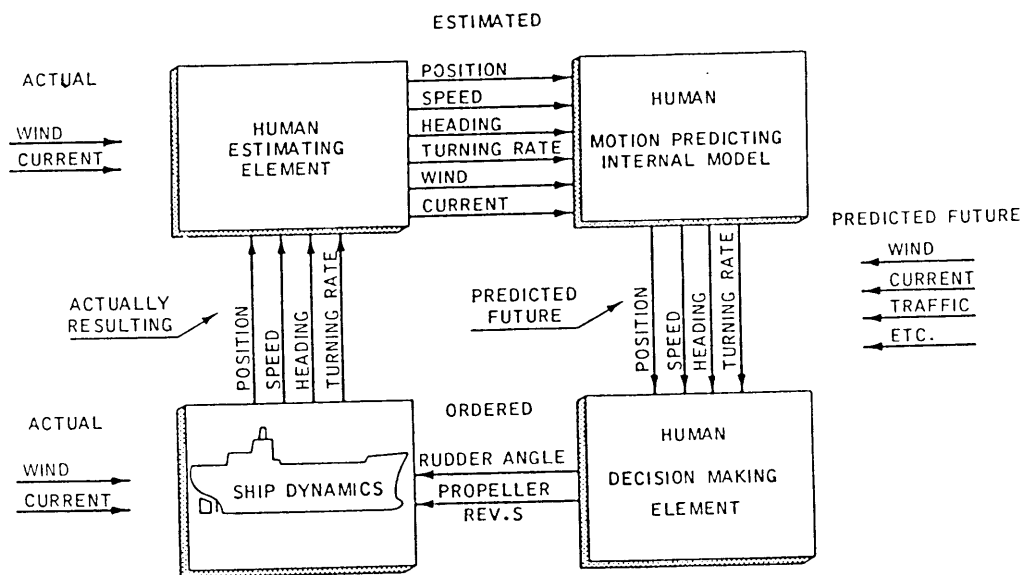 ESTIMATED
ACTUAL
WIND
CURRENT
HUMAN
ESTIMATING
ELEMENT
POSITION
SPEED
HEADING
TURNING RATE
WIND
CURRENT
HUMAN
MOTION PREDICTING
INTERNAL MODEL
PREDICTED FUTURE
WIND
CURRENT
TRAFFIC
ETC.
ACTUALLY
RESULTING
POSITION
SPEED
HEADING
TURNING RATE
PREDICTED
FUTURE
POSITION
SPEED
HEADING
TURNING RATE
ACTUAL
WIND
CURRENT
SHIP DYNAMICS
ORDERED
RUDDER ANGLE
PROPELLER
REV.S
HUMAN
DECISION MAKING
ELEMENT